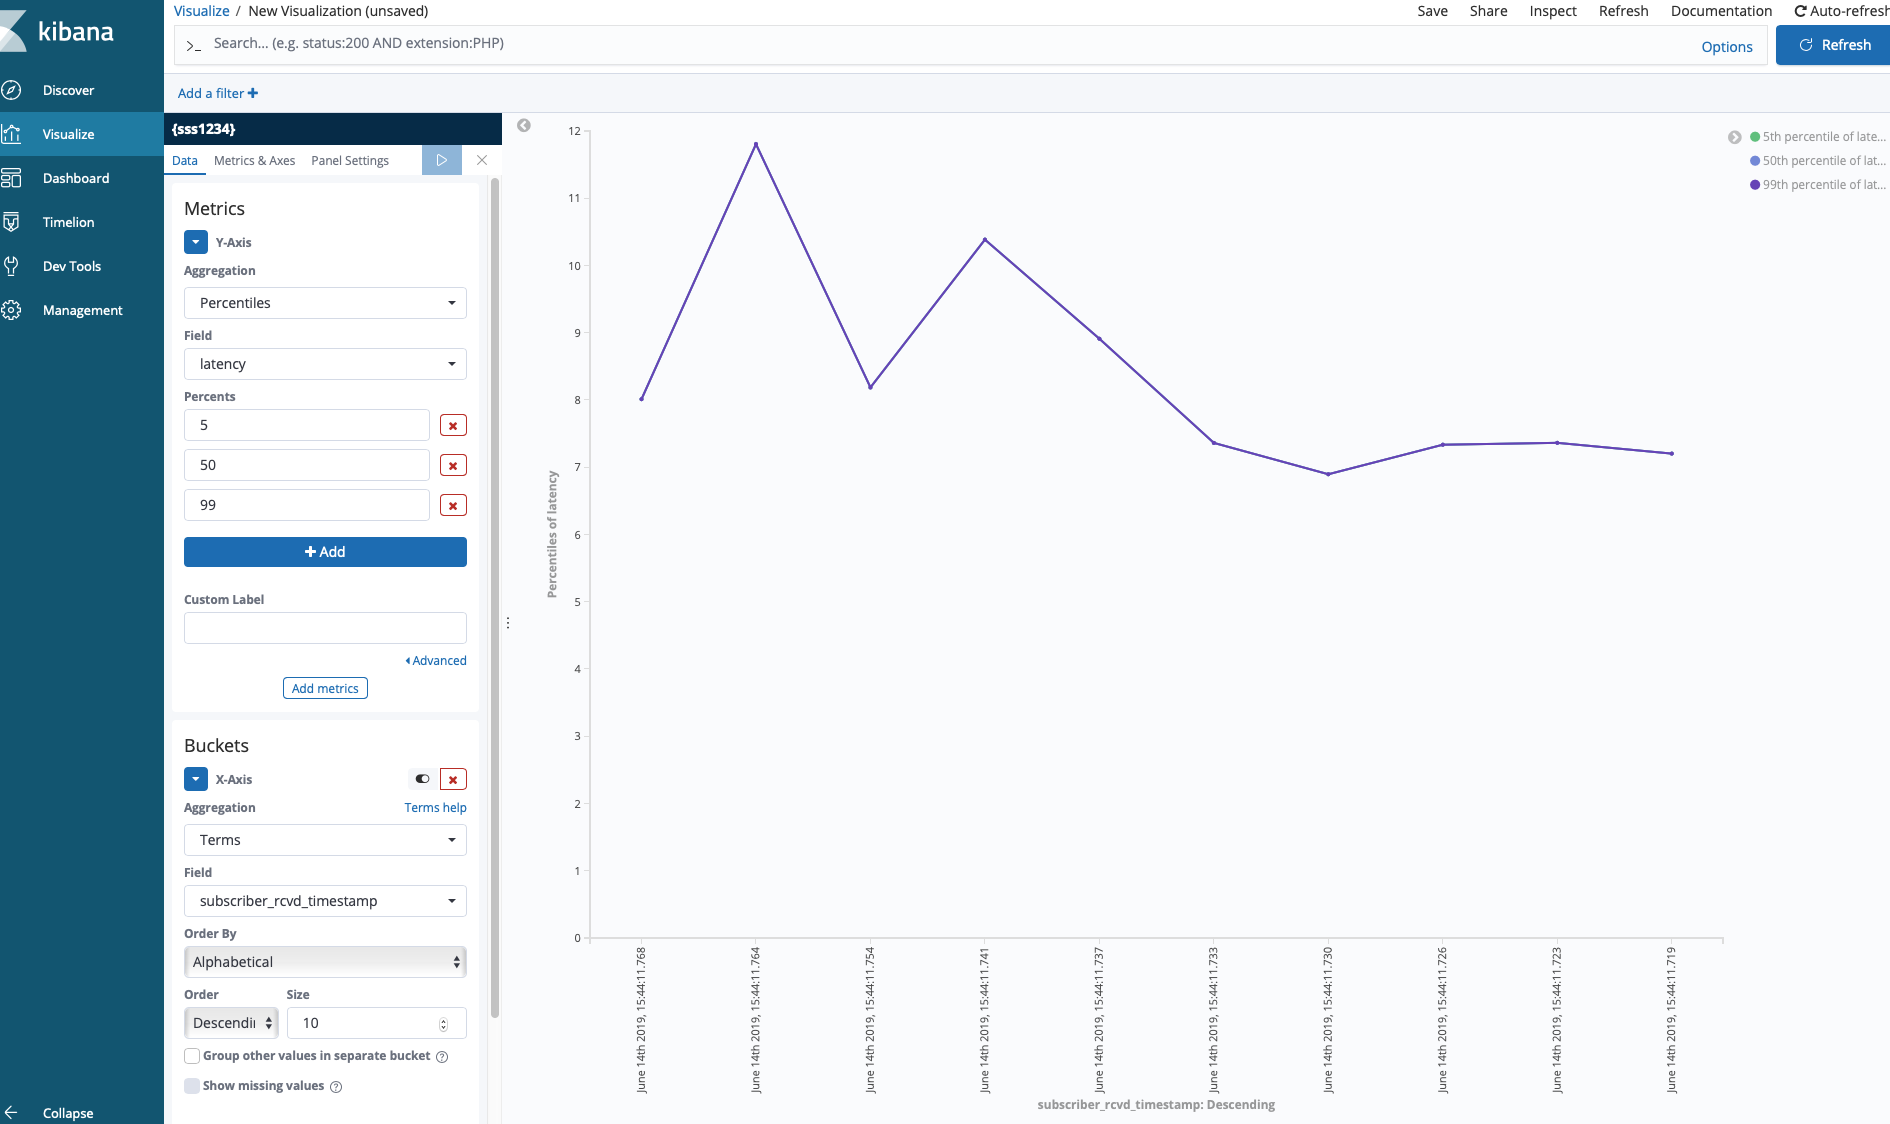 kibana
Discover
Visualize
Dashboard
Timelion
Dev Tools
Management
Collapse
Visualize / New Visualization (unsaved)
Save Share Inspect Refresh Documentation Auto-refresh
>_ Search... (e.g. status:200 AND extension:PHP)
Options
Refresh
Add a filter +
{sss1234}
Data Metrics & Axes Panel Settings
Metrics
Y-Axis
Aggregation
Percentiles
Field
latency
Percents
5
50
99
+ Add
Custom Label
Advanced
Add metrics
Buckets
X-Axis
Aggregation Terms help
Terms
Field
subscriber_rcvd_timestamp
Order By
Alphabetical
Order Size
Descendi 10
Group other values in separate bucket ?
Show missing values ?
12
11
10
9
8
7
6
5
4
3
2
1
0
Percentiles of latency
June 14th 2019, 15:44:11.768
June 14th 2019, 15:44:11.764
June 14th 2019, 15:44:11.754
June 14th 2019, 15:44:11.741
June 14th 2019, 15:44:11.737
June 14th 2019, 15:44:11.733
June 14th 2019, 15:44:11.730
June 14th 2019, 15:44:11.726
June 14th 2019, 15:44:11.723
June 14th 2019, 15:44:11.719
subscriber_rcvd_timestamp: Descending
5th percentile of late...
50th percentile of lat...
99th percentile of lat...